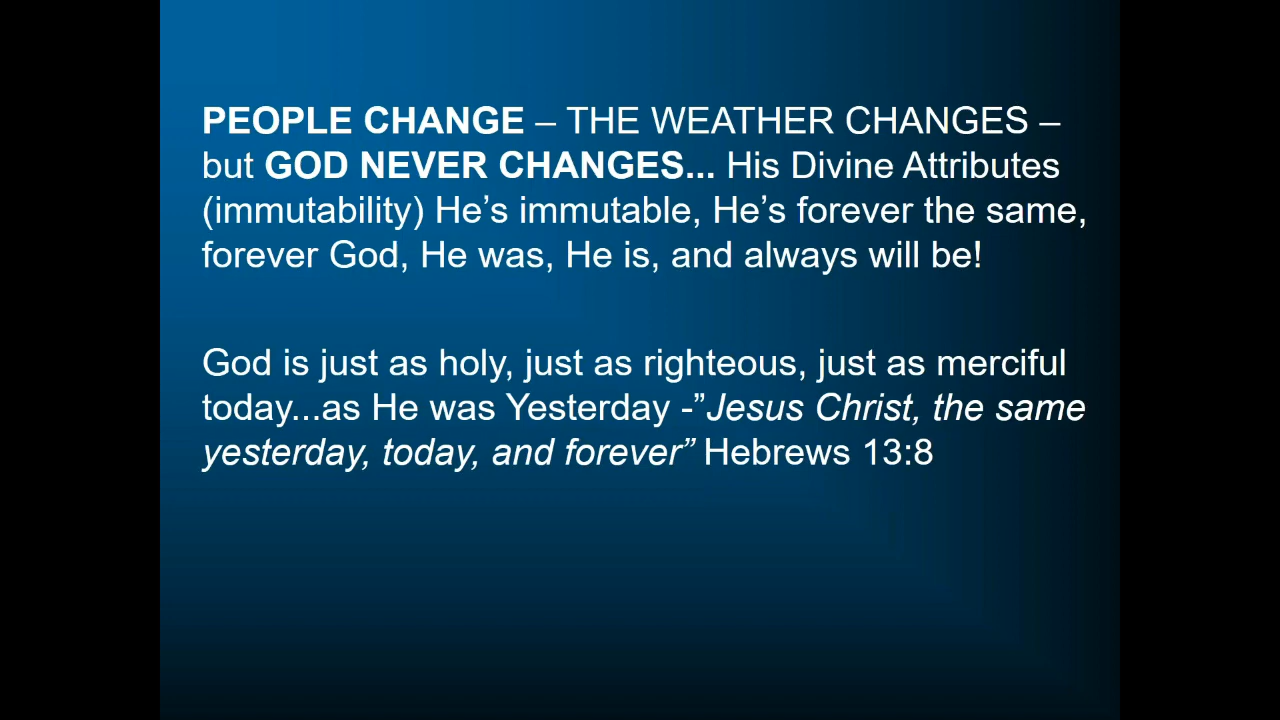 PEOPLE CHANGE – THE WEATHER CHANGES –
but GOD NEVER CHANGES... His Divine Attributes
(immutability) He’s immutable, He’s forever the same,
forever God, He was, He is, and always will be!
God is just as holy, just as righteous, just as merciful
today...as He was Yesterday -”Jesus Christ, the same
yesterday, today, and forever” Hebrews 13:8